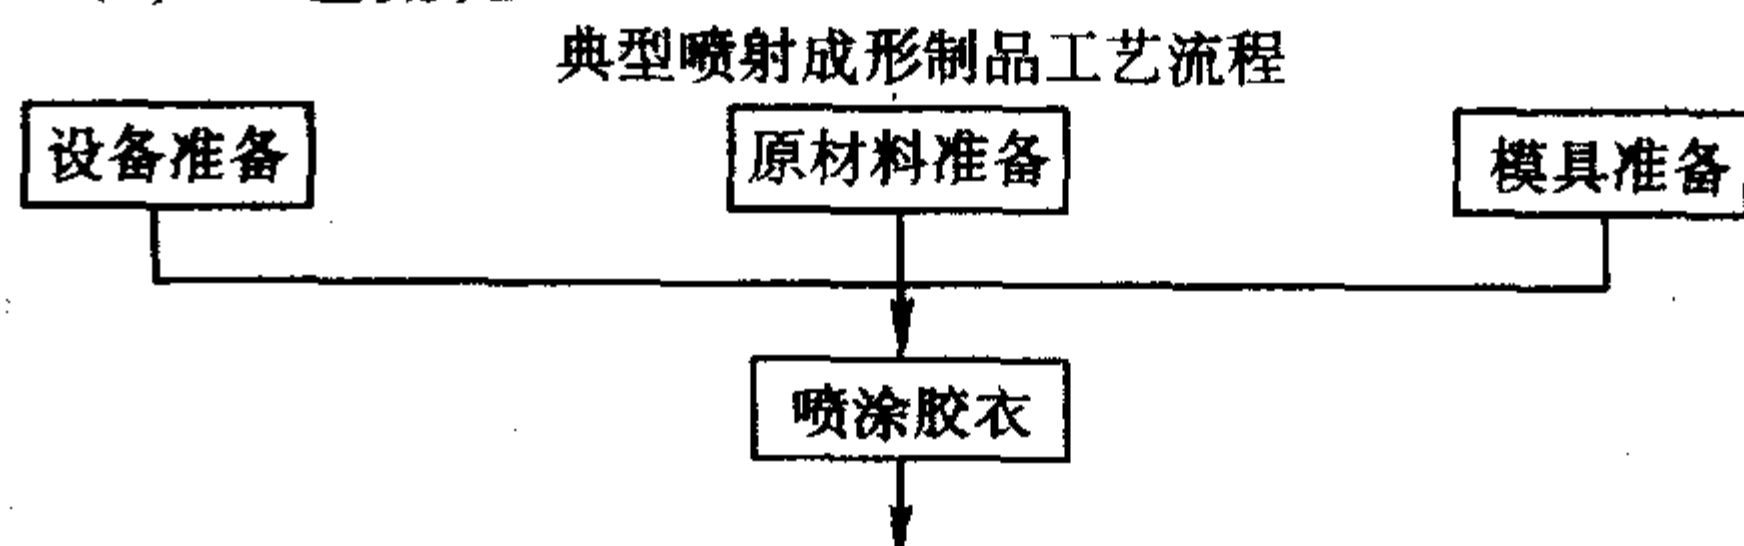 典型喷射成形制品工艺流程
设备准备
原材料准备
模具准备
喷涂胶衣